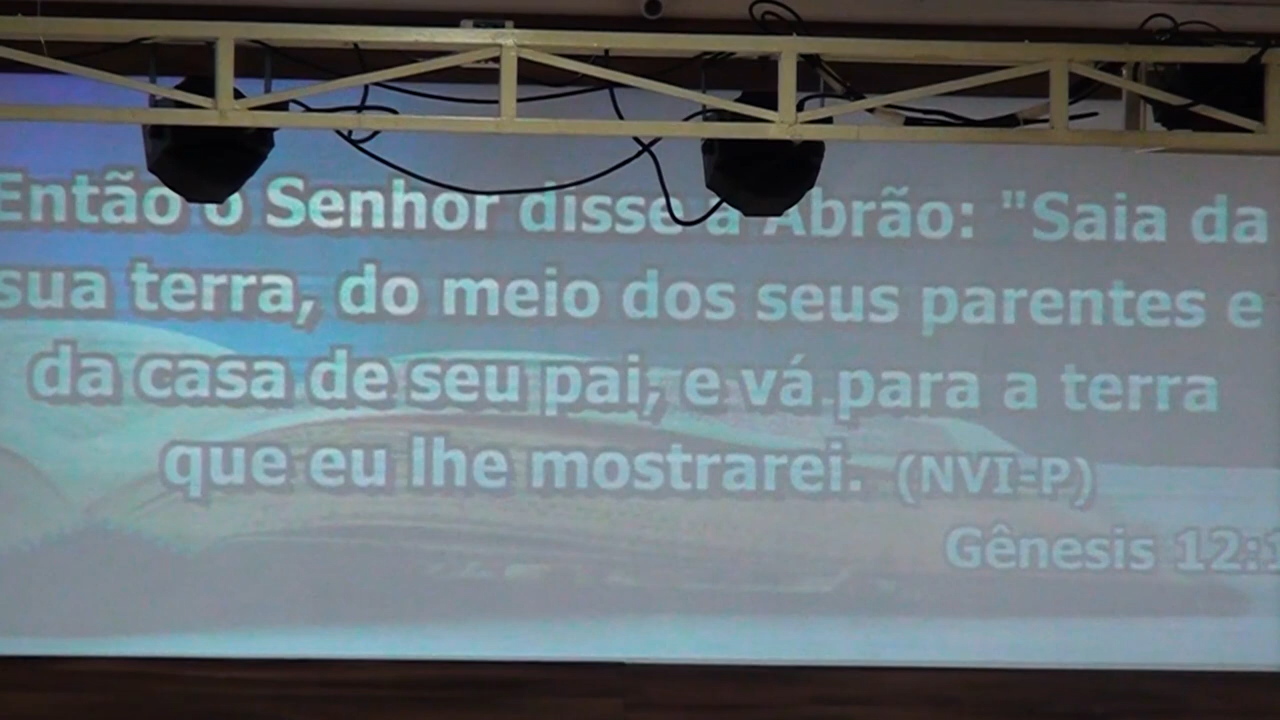 Então o Senhor disse a Abrão: "Saia da
sua terra, do meio dos seus parentes e
da casa de seu pai, e vá para a terra
que eu lhe mostrarei. (NVI-P)
Gênesis 12:1